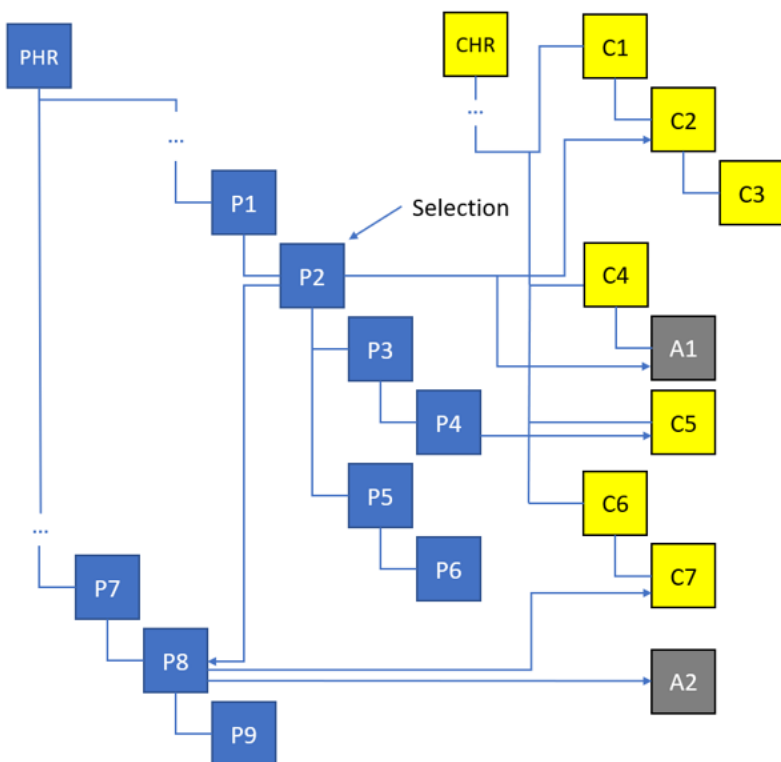 PHR
CHR
C1
...
C2
...
P1
C3
Selection
P2
C4
P3
A1
P4
C5
P5
C6
...
P6
C7
P7
P8
A2
P9